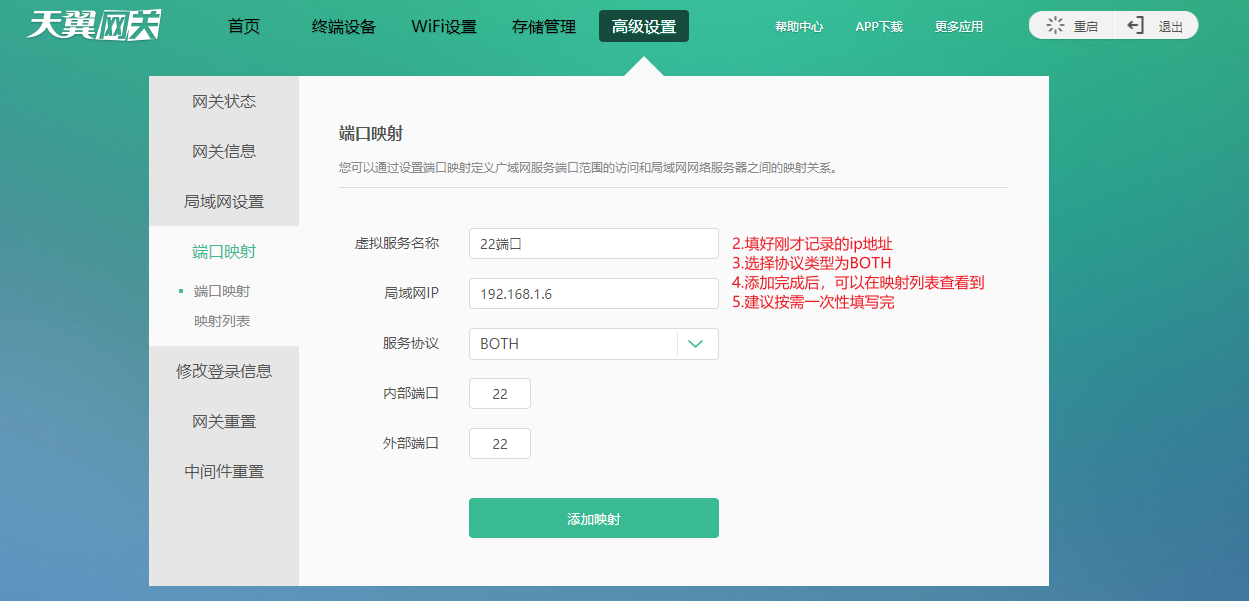 天翼网关
首页 终端设备 WiFi设置 存储管理 高级设置 帮助中心 APP下载 更多应用 重启 退出
网关状态
网关信息
局域网设置
端口映射
端口映射
映射列表
修改登录信息
网关重置
中间件重置
端口映射
您可以通过设置端口映射定义广域网服务端口范围的访问和局域网网络服务器之间的映射关系。
虚拟服务名称 22端口
局域网IP 192.168.1.6
服务协议 BOTH
内部端口 22
外部端口 22
添加映射
2.填好刚才记录的ip地址
3.选择协议类型为BOTH
4.添加完成后，可以在映射列表查看到
5.建议按需一次性填写完